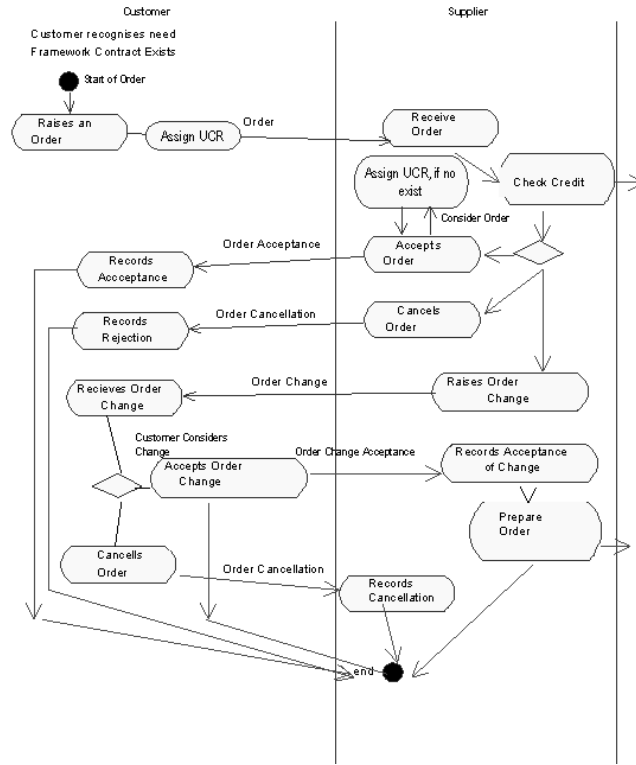 Customer
Supplier
Customer recognises need
Framework Contract Exists
Start of Order
Raises an
Order
Assign UCR
Order
Receive
Order
Assign UCR, if no
exist
Check Credit
Consider Order
Order Acceptance
Accepts
Order
Records
Accceptance
Order Cancellation
Cancels
Order
Records
Rejection
Order Change
Raises Order
Change
Recieves Order
Change
Customer Considers
Change
Accepts Order
Change
Order Change Acceptance
Records Acceptance
of Change
Prepare
Order
Cancells
Order
Order Cancellation
Records
Cancellation
end